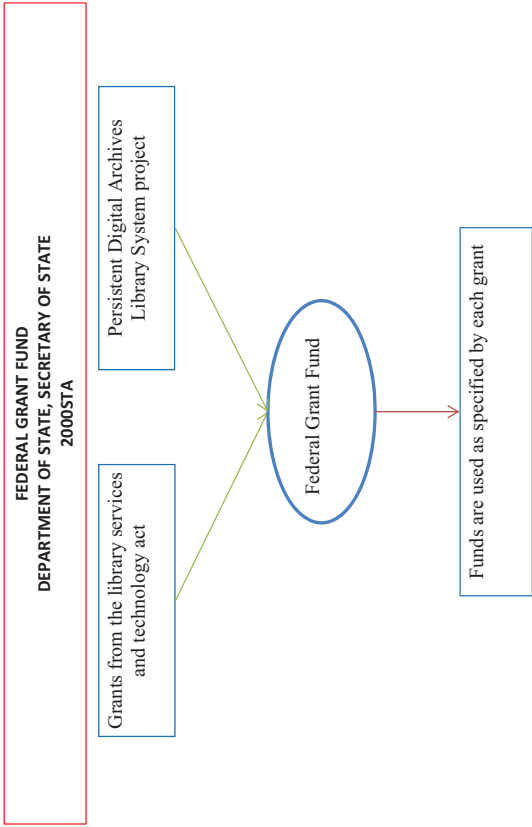 FEDERAL GRANT FUND
DEPARTMENT OF STATE, SECRETARY OF STATE
2000STA
Grants from the library services
and technology act
Persistent Digital Archives
Library System project
Federal Grant Fund
Funds are used as specified by each grant